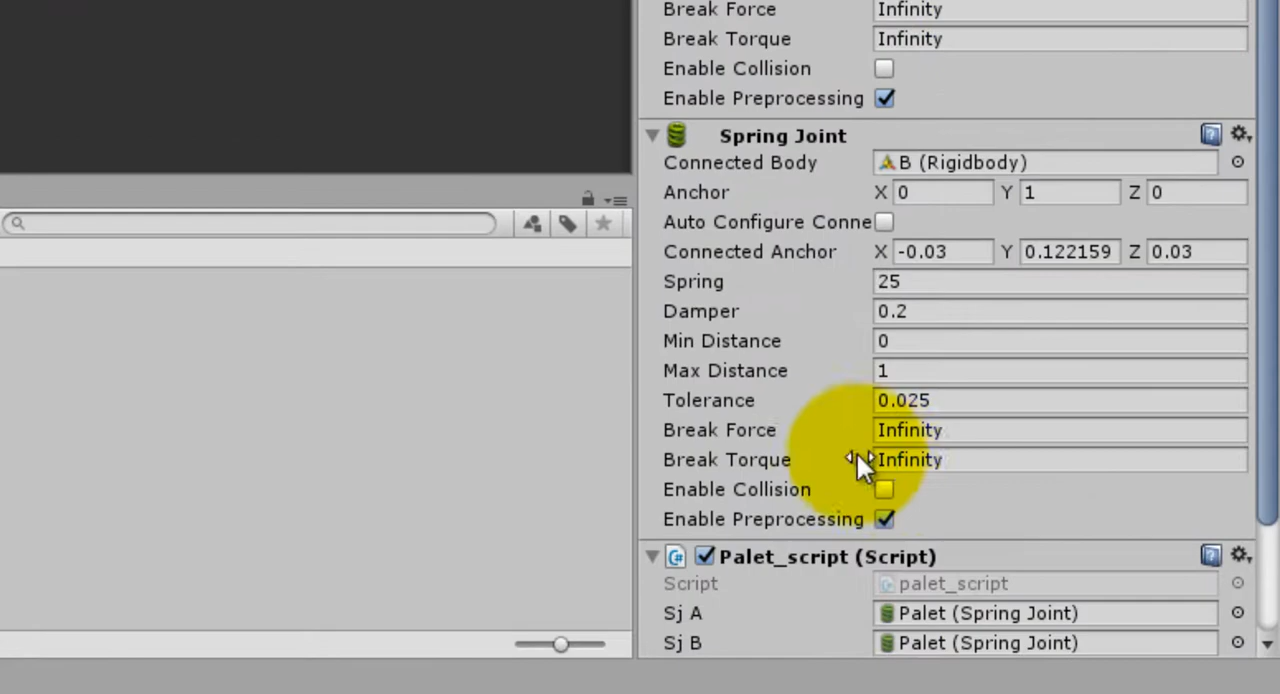 Break Force Infinity
Break Torque Infinity
Enable Collision
Enable Preprocessing
Spring Joint
Connected Body B (Rigidbody)
Anchor X 0 Y 1 Z 0
Auto Configure Conne
Connected Anchor X -0.03 Y 0.122159 Z 0.03
Spring 25
Damper 0.2
Min Distance 0
Max Distance 1
Tolerance 0.025
Break Force Infinity
Break Torque Infinity
Enable Collision
Enable Preprocessing
C# Palet_script (Script)
Script palet_script
Sj A Palet (Spring Joint)
Sj B Palet (Spring Joint)